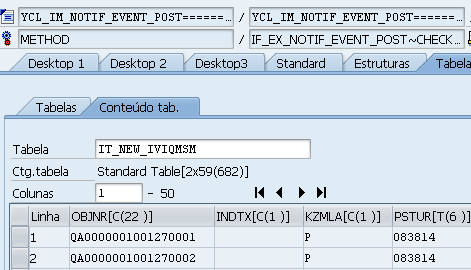 YCL_IM_NOTIF_EVENT_POST======… / YCL_IM_NOTIF_EVENT_POST======…
METHOD / IF_EX_NOTIF_EVENT_POST~CHECK…
Desktop 1 Desktop 2 Desktop3 Standard Estruturas Tabela
Tabelas Conteúdo tab.
Tabela IT_NEW_IVIQMSM
Ctg.tabela Standard Table[2x59(682)]
Colunas 1 - 50
Linha OBJNR[C(22 )] INDTX[C(1 )] KZMLA[C(1 )] PSTUR[T(6 )]
1 QA0000001001270001 P 083814
2 QA0000001001270002 P 083814